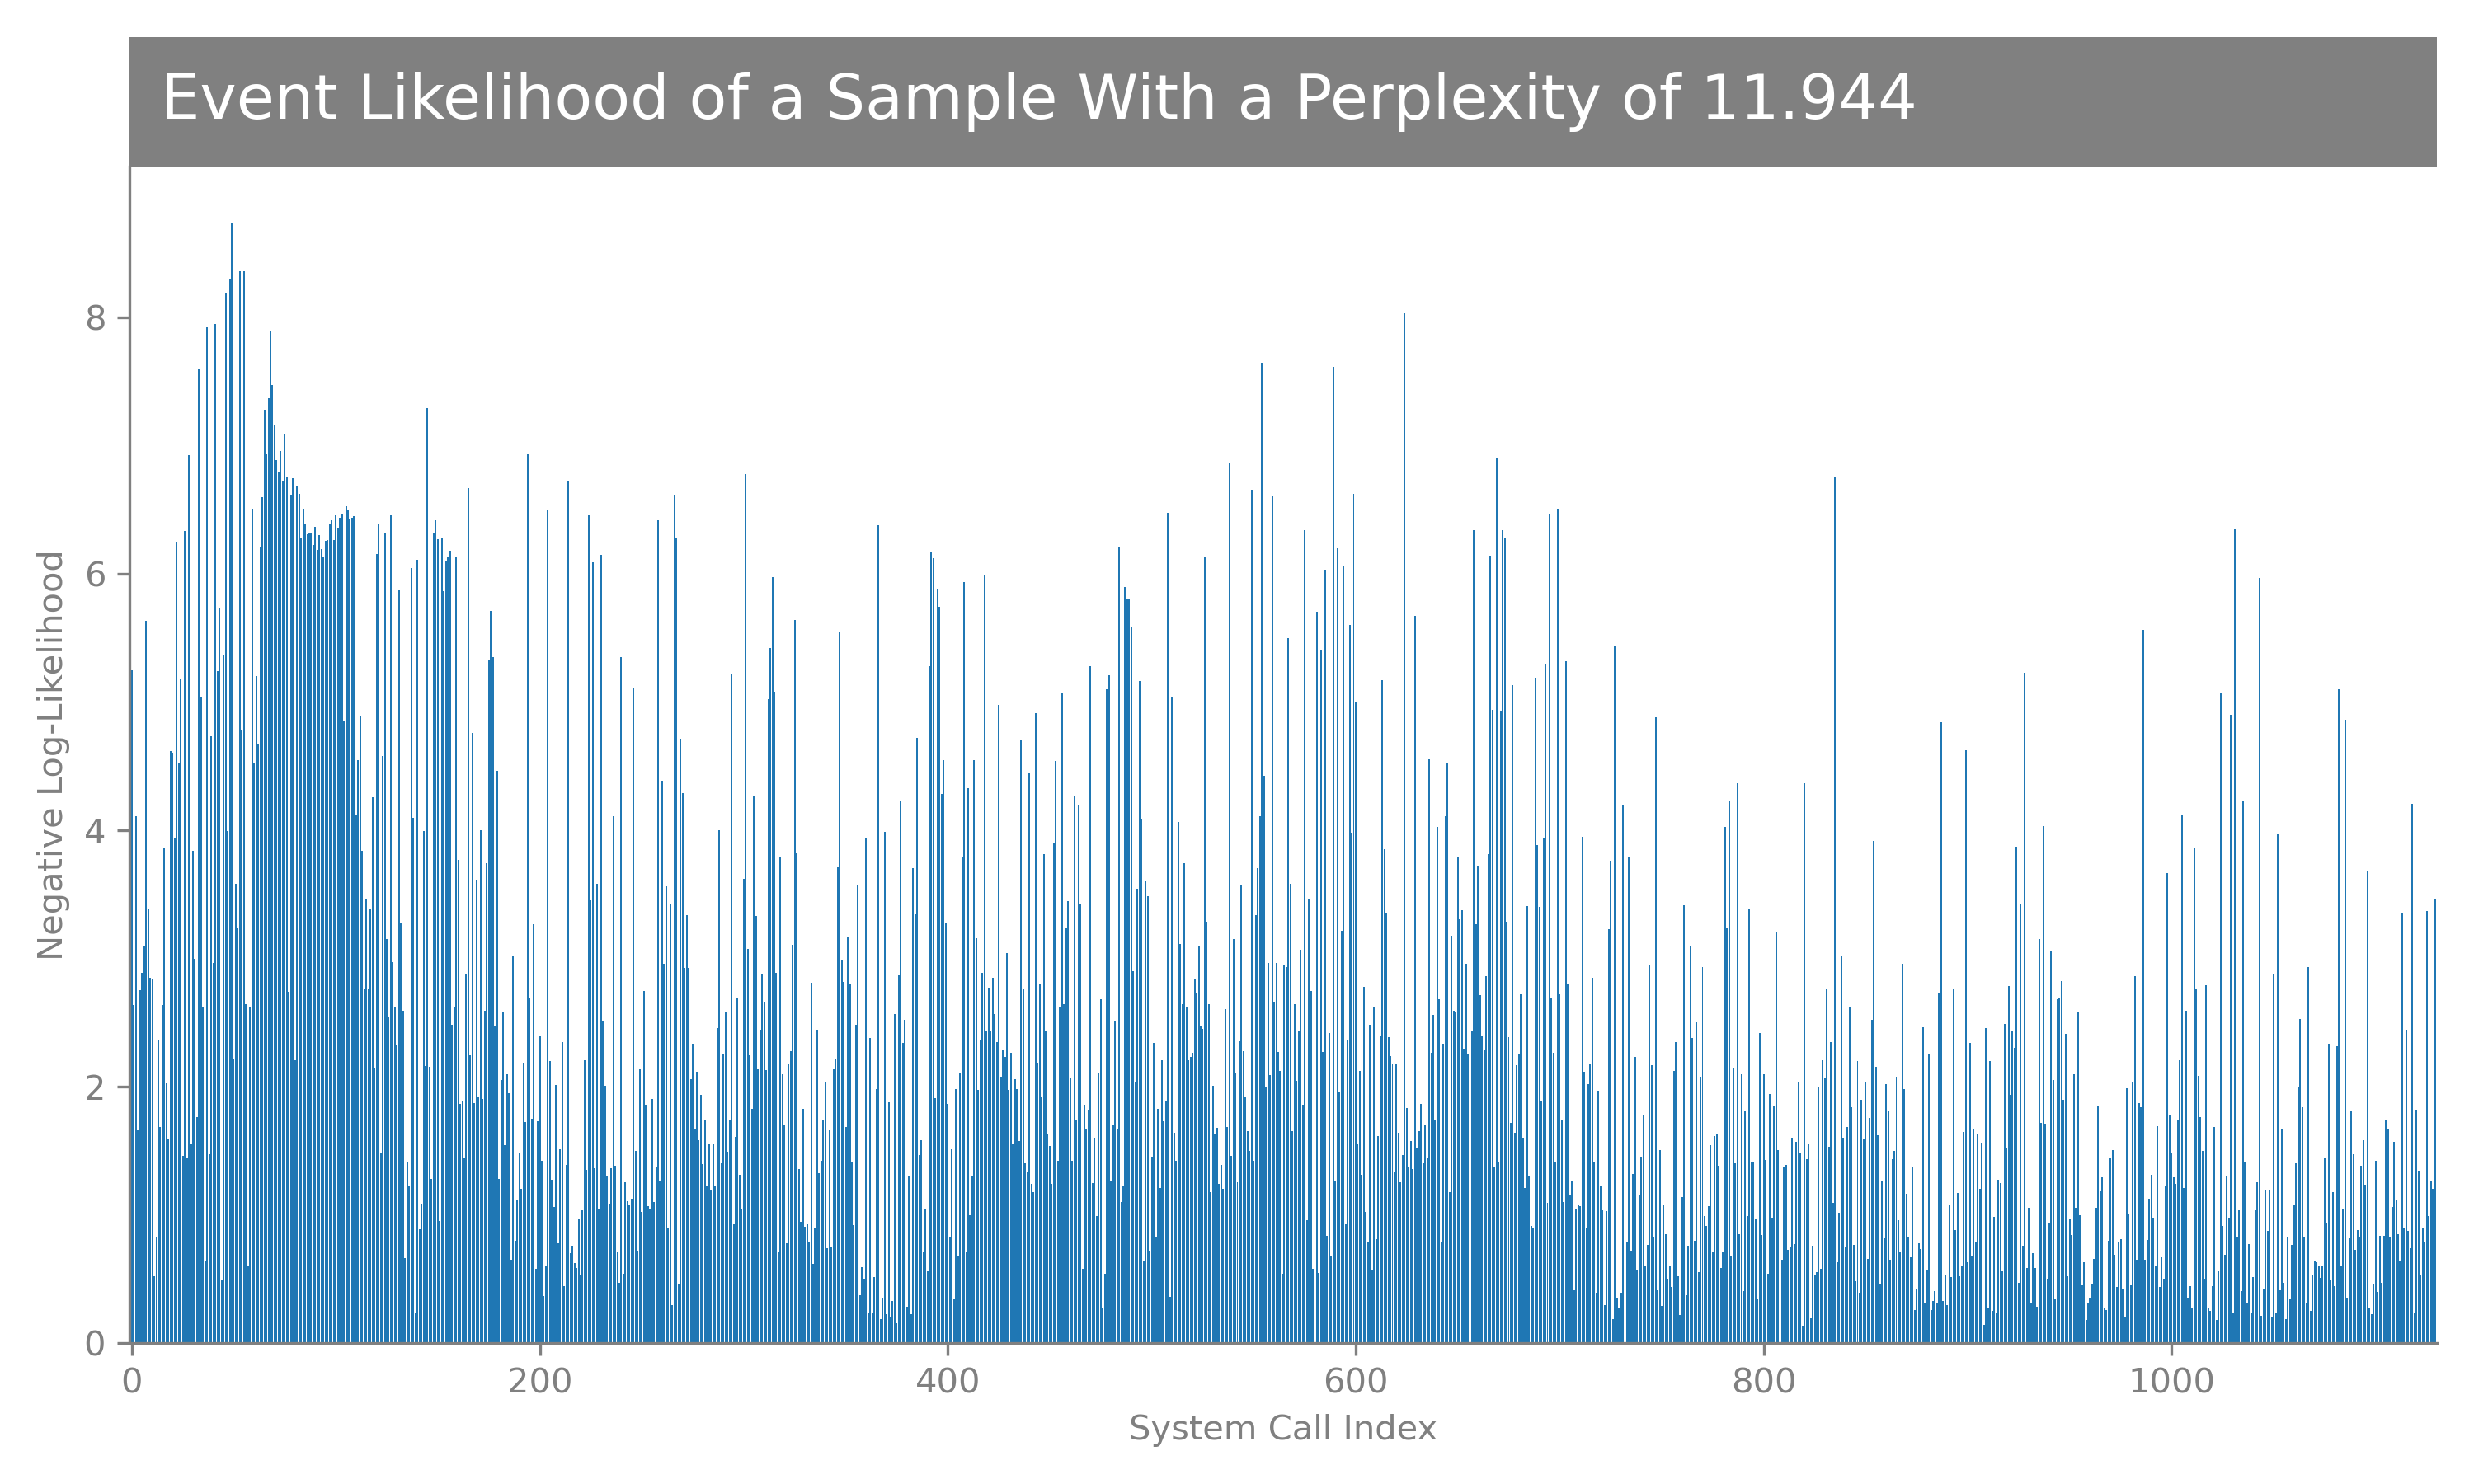 Event Likelihood of a Sample With a Perplexity of 11.944
8
6
4
2
0
Negative Log-Likelihood
0 200 400 600 800 1000
System Call Index